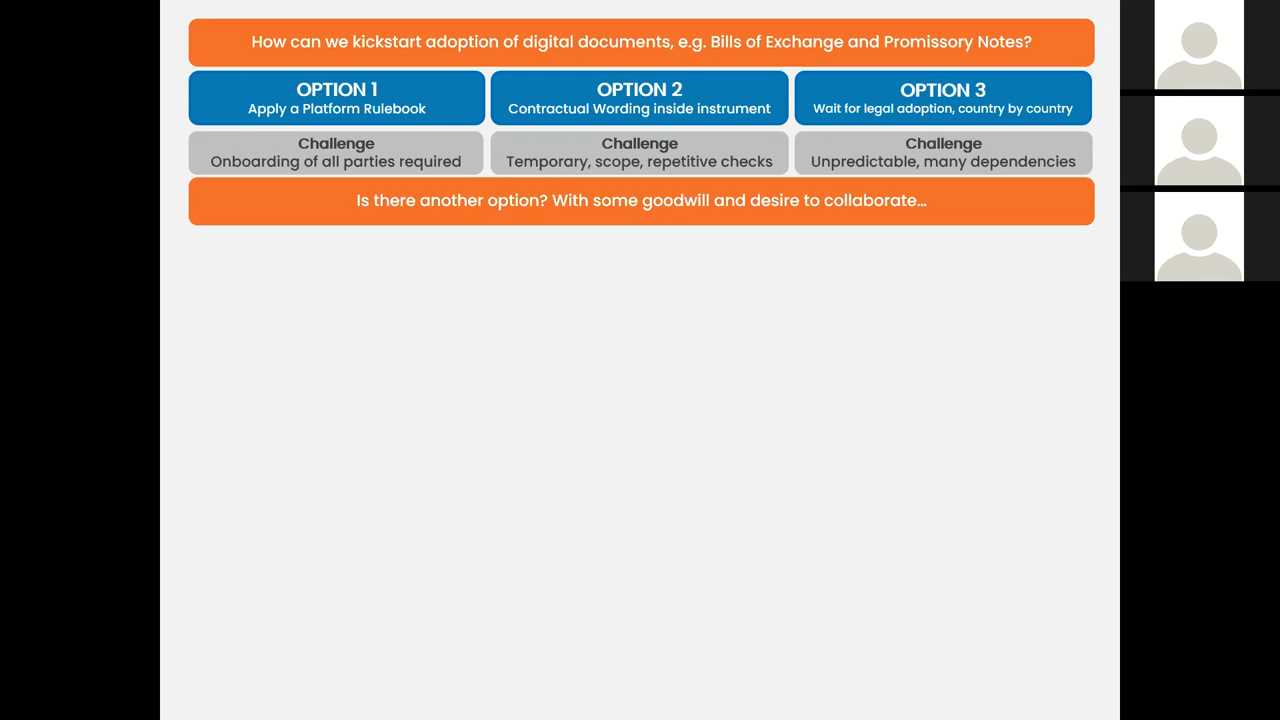 How can we kickstart adoption of digital documents, e.g. Bills of Exchange and Promissory Notes?
OPTION 1
Apply a Platform Rulebook
OPTION 2
Contractual Wording inside instrument
OPTION 3
Wait for legal adoption, country by country
Challenge
Onboarding of all parties required
Challenge
Temporary, scope, repetitive checks
Challenge
Unpredictable, many dependencies
Is there another option? With some goodwill and desire to collaborate...